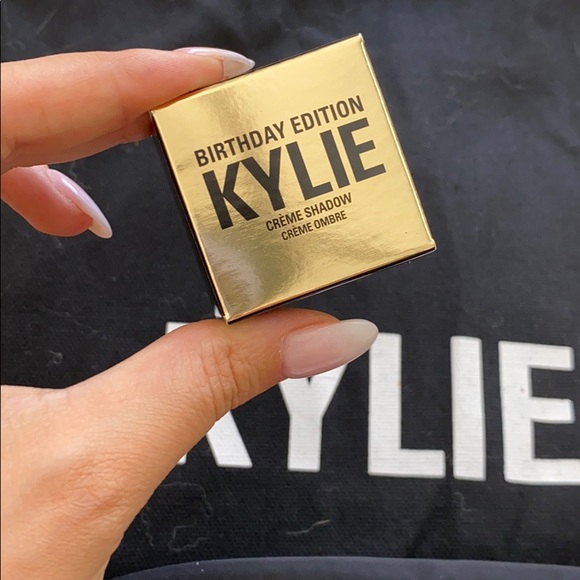 BIRTHDAY EDITION
KYLIE
CRÈME SHADOW
CRÈME OMBRE
KYLIE